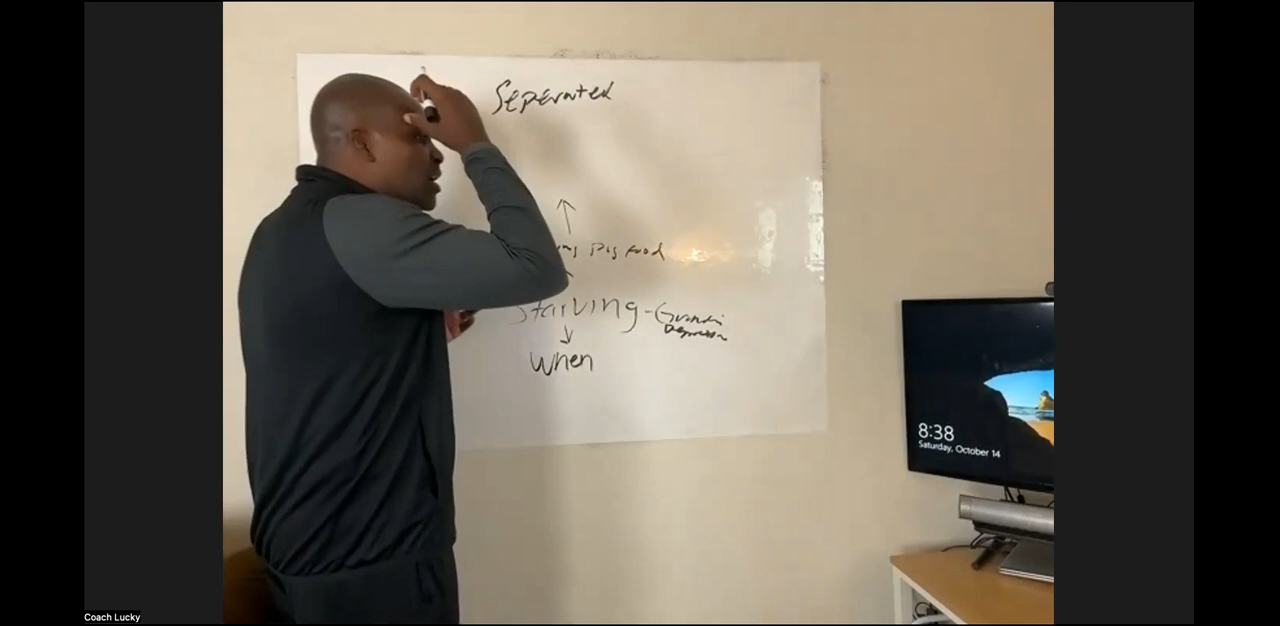 Seperated
Pig food
Starving -
When
8:38
Saturday, October 14
Coach Lucky